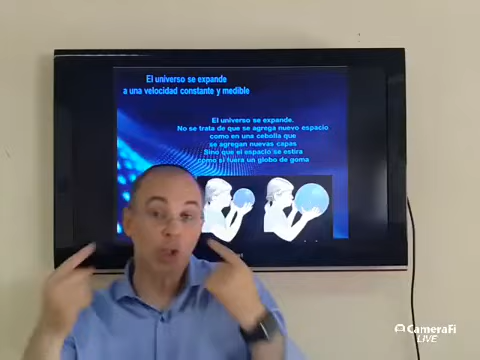 El universo se expande
a una velocidad constante y medible
El universo se expande.
No se trata de que se agrega nuevo espacio
como en una cebolla que
se agregan nuevas capas
Sino que el espacio se estira
como si fuera un globo de goma
CameraFi
LIVE